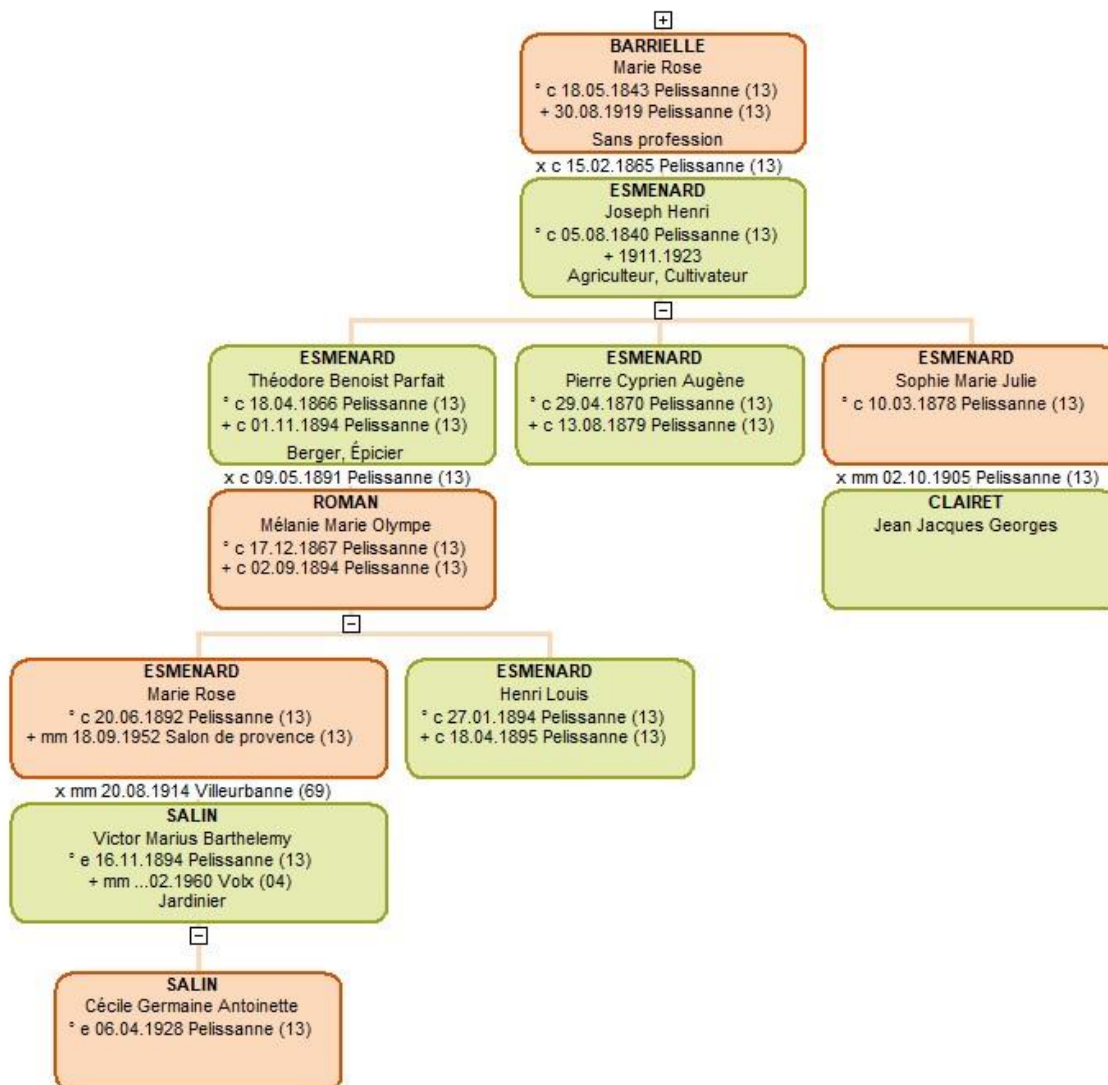 BARRIELLE
Marie Rose
° c 18.05.1843 Pelissanne (13)
+ 30.08.1919 Pelissanne (13)
Sans profession
x c 15.02.1865 Pelissanne (13)
ESMENARD
Joseph Henri
° c 05.08.1840 Pelissanne (13)
+ 1911.1923
Agriculteur, Cultivateur
ESMENARD
Théodore Benoist Parfait
° c 18.04.1866 Pelissanne (13)
+ c 01.11.1894 Pelissanne (13)
Berger, Épicier
x c 09.05.1891 Pelissanne (13)
ROMAN
Mélanie Marie Olympe
° c 17.12.1867 Pelissanne (13)
+ c 02.09.1894 Pelissanne (13)
ESMENARD
Pierre Cyprien Augène
° c 29.04.1870 Pelissanne (13)
+ c 13.08.1879 Pelissanne (13)
ESMENARD
Sophie Marie Julie
° c 10.03.1878 Pelissanne (13)
x mm 02.10.1905 Pelissanne (13)
CLAIRET
Jean Jacques Georges
ESMENARD
Marie Rose
° c 20.06.1892 Pelissanne (13)
+ mm 18.09.1952 Salon de provence (13)
x mm 20.08.1914 Villeurbanne (69)
SALIN
Victor Marius Barthelemy
° e 16.11.1894 Pelissanne (13)
+ mm ...02.1960 Volx (04)
Jardinier
ESMENARD
Henri Louis
° c 27.01.1894 Pelissanne (13)
+ c 18.04.1895 Pelissanne (13)
SALIN
Cécile Germaine Antoinette
° e 06.04.1928 Pelissanne (13)